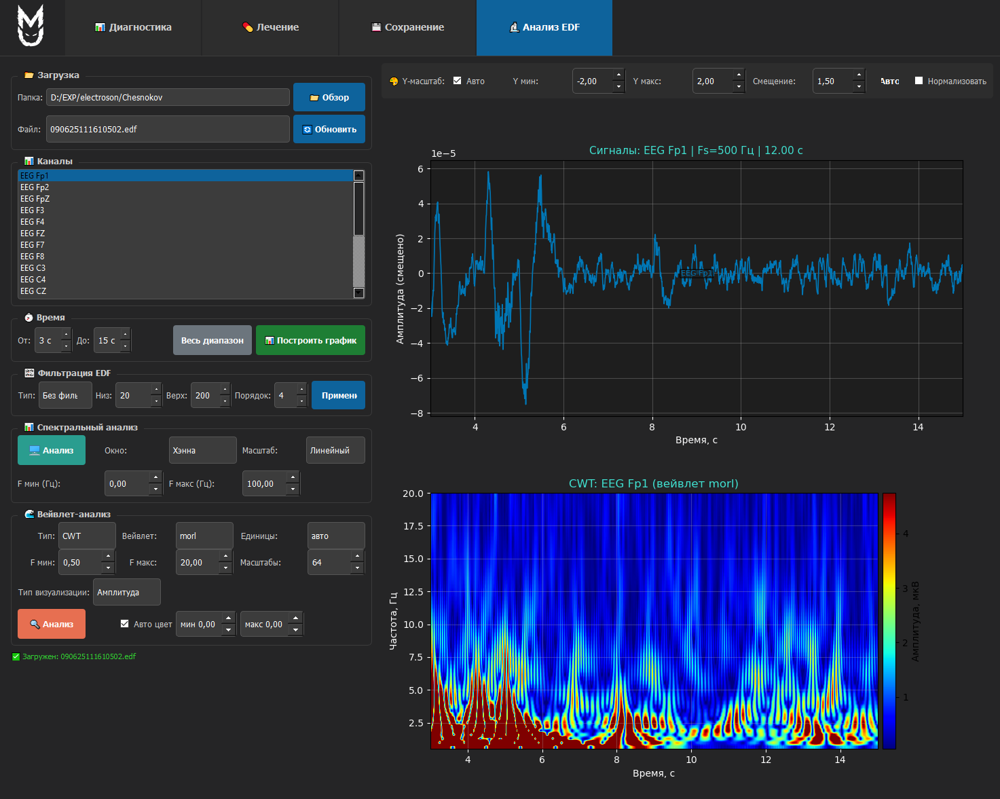 Диагностика
Лечение
Сохранение
Анализ EDF
Загрузка
Папка: D:/EXP/electroson/Chesnokov Обзор
Файл: 090625111610502.edf Обновить
Каналы
EEG Fp1
EEG Fp2
EEG FpZ
EEG F3
EEG F4
EEG FZ
EEG F7
EEG F8
EEG C3
EEG C4
EEG CZ
Время
От: 3 с До: 15 с Весь диапазон Построить график
Фильтрация EDF
Тип: Без филь Низ: 20 Верх: 200 Порядок: 4 Примени
Спектральный анализ
Анализ Окно: Хэнна Масштаб: Линейный
F мин (Гц): 0,00 F макс (Гц): 100,00
Вейвлет-анализ
Тип: CWT Вейвлет: morl Единицы: авто
F мин: 0,50 F макс: 20,00 Масштабы: 64
Тип визуализации: Амплитуда
Анализ Авто цвет мин 0,00 макс 0,00
Загружен: 090625111610502.edf
Y-масштаб: Авто Y мин: -2,00 Y макс: 2,00 Смещение: 1,50 Авто Нормализовать
Сигналы: EEG Fp1 | Fs=500 Гц | 12.00 с
1e−5
6
4
2
0
−2
−4
−6
−8
Амплитуда (смещено)
EEG Fp1
4 6 8 10 12 14
Время, с
CWT: EEG Fp1 (вейвлет morl)
20.0
17.5
15.0
12.5
10.0
7.5
5.0
2.5
Частота, Гц
4 6 8 10 12 14
Время, с
4
3
2
1
Амплитуда, мкВ